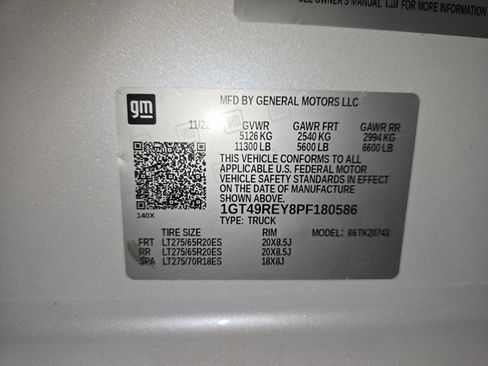 SEE OWNER'S MANUAL FOR MORE INFORMATION
gm
MFD BY GENERAL MOTORS LLC
11/22 GVWR GAWR FRT GAWR RR
5126 KG 2540 KG 2994 KG
11300 LB 5600 LB 6600 LB
THIS VEHICLE CONFORMS TO ALL
APPLICABLE U.S. FEDERAL MOTOR
VEHICLE SAFETY STANDARDS IN EFFECT
ON THE DATE OF MANUFACTURE
SHOWN ABOVE.
1GT49REY8PF180586
140X
TYPE: TRUCK
TIRE SIZE RIM MODEL: 86TK20743
FRT LT275/65R20ES 20X8.5J
RR LT275/65R20ES 20X8.5J
SPA LT275/70R18ES 18X8J